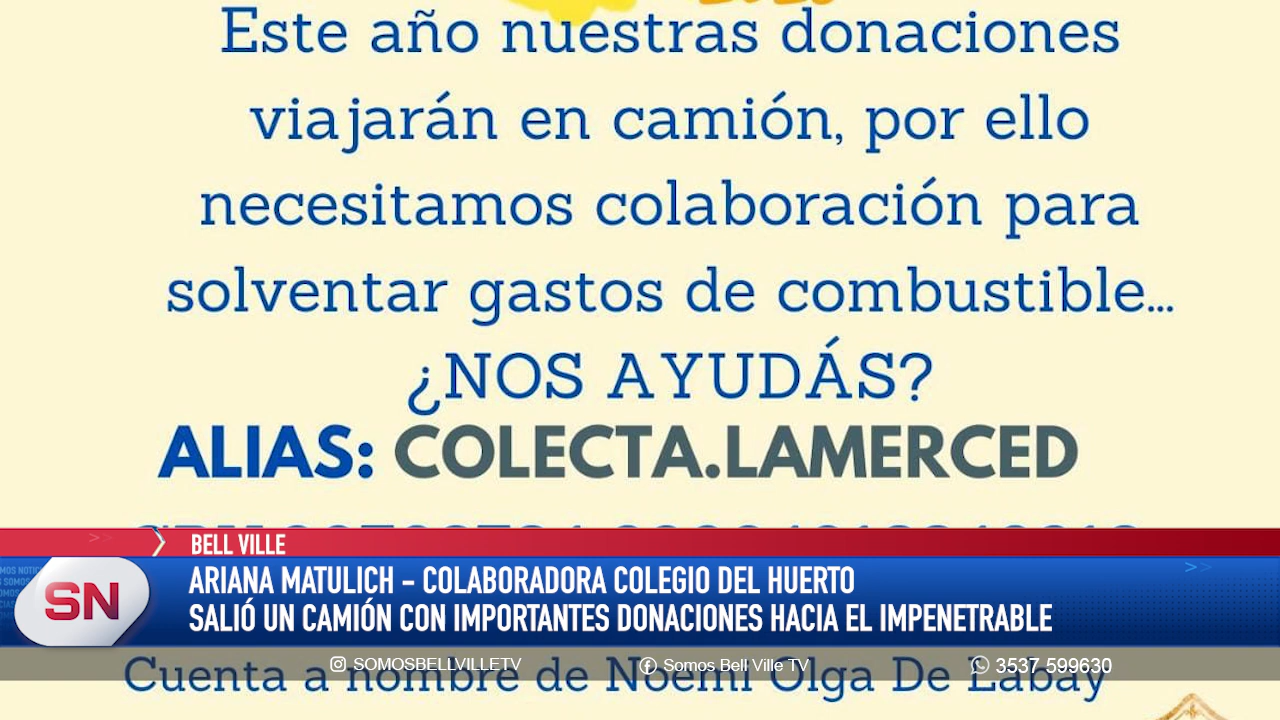 Este año nuestras donaciones
viajarán en camión, por ello
necesitamos colaboración para
solventar gastos de combustible...
¿NOS AYUDÁS?
ALIAS: COLECTA.LAMERCED
BELL VILLE
SN
ARIANA MATULICH - COLABORADORA COLEGIO DEL HUERTO
SALIÓ UN CAMIÓN CON IMPORTANTES DONACIONES HACIA EL IMPENETRABLE
SOMOSBELLVILLETV Somos Bell Ville TV 3537 599630
Cuenta a nombre de Noemi Olga De Labay